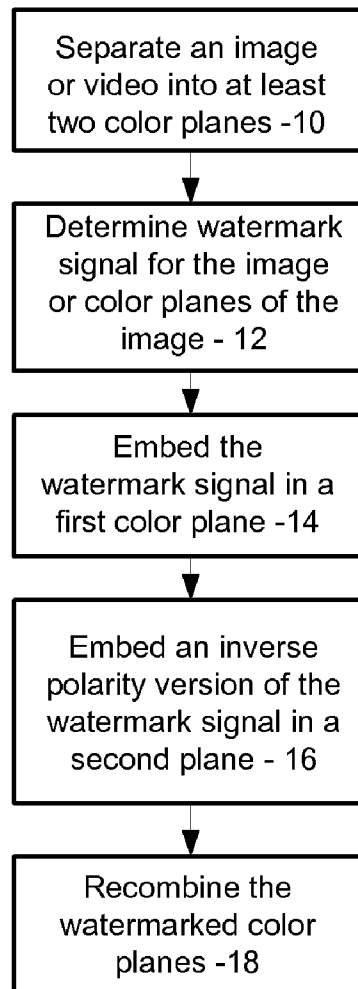 Separate an image
or video into at least
two color planes -10
Determine watermark
signal for the image
or color planes of the
image - 12
Embed the
watermark signal in a
first color plane -14
Embed an inverse
polarity version of the
watermark signal in a
second plane - 16
Recombine the
watermarked color
planes -18